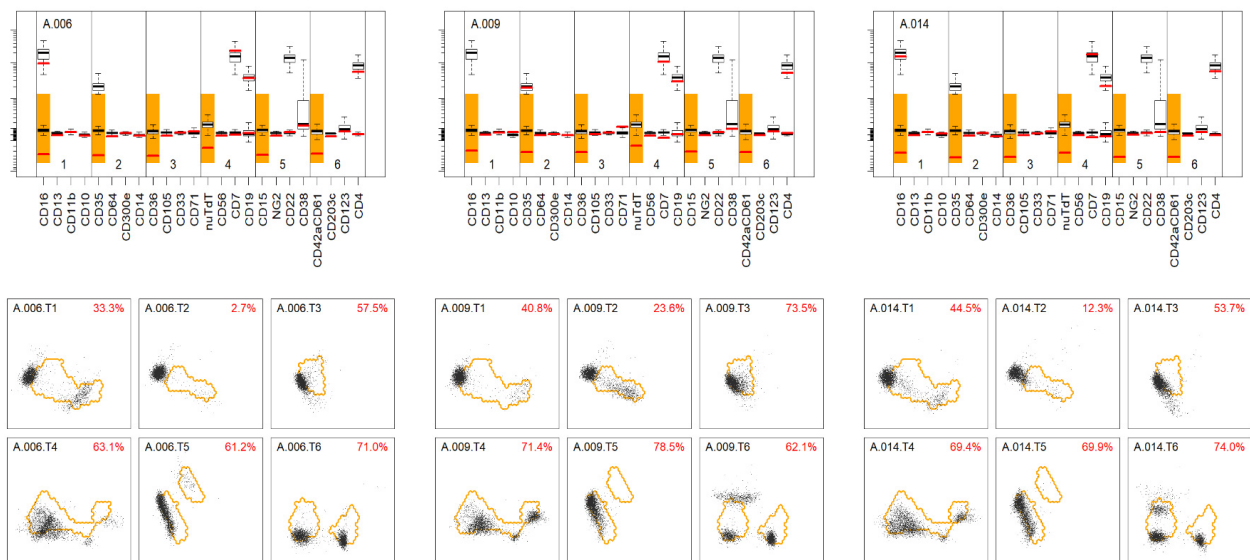 A.006
1 2 3 4 5 6
CD16 CD13 CD11b CD10 CD35 CD64 CD300e CD14 CD36 CD105 CD33 CD71 nuTdT CD56 CD7 CD19 CD15 NG2 CD22 CD38 CD42aCD61 CD203c CD123 CD4
A.009
1 2 3 4 5 6
CD16 CD13 CD11b CD10 CD35 CD64 CD300e CD14 CD36 CD105 CD33 CD71 nuTdT CD56 CD7 CD19 CD15 NG2 CD22 CD38 CD42aCD61 CD203c CD123 CD4
A.014
1 2 3 4 5 6
CD16 CD13 CD11b CD10 CD35 CD64 CD300e CD14 CD36 CD105 CD33 CD71 nuTdT CD56 CD7 CD19 CD15 NG2 CD22 CD38 CD42aCD61 CD203c CD123 CD4
A.006.T1 33.3% A.006.T2 2.7% A.006.T3 57.5%
A.006.T4 63.1% A.006.T5 61.2% A.006.T6 71.0%
A.009.T1 40.8% A.009.T2 23.6% A.009.T3 73.5%
A.009.T4 71.4% A.009.T5 78.5% A.009.T6 62.1%
A.014.T1 44.5% A.014.T2 12.3% A.014.T3 53.7%
A.014.T4 69.4% A.014.T5 69.9% A.014.T6 74.0%